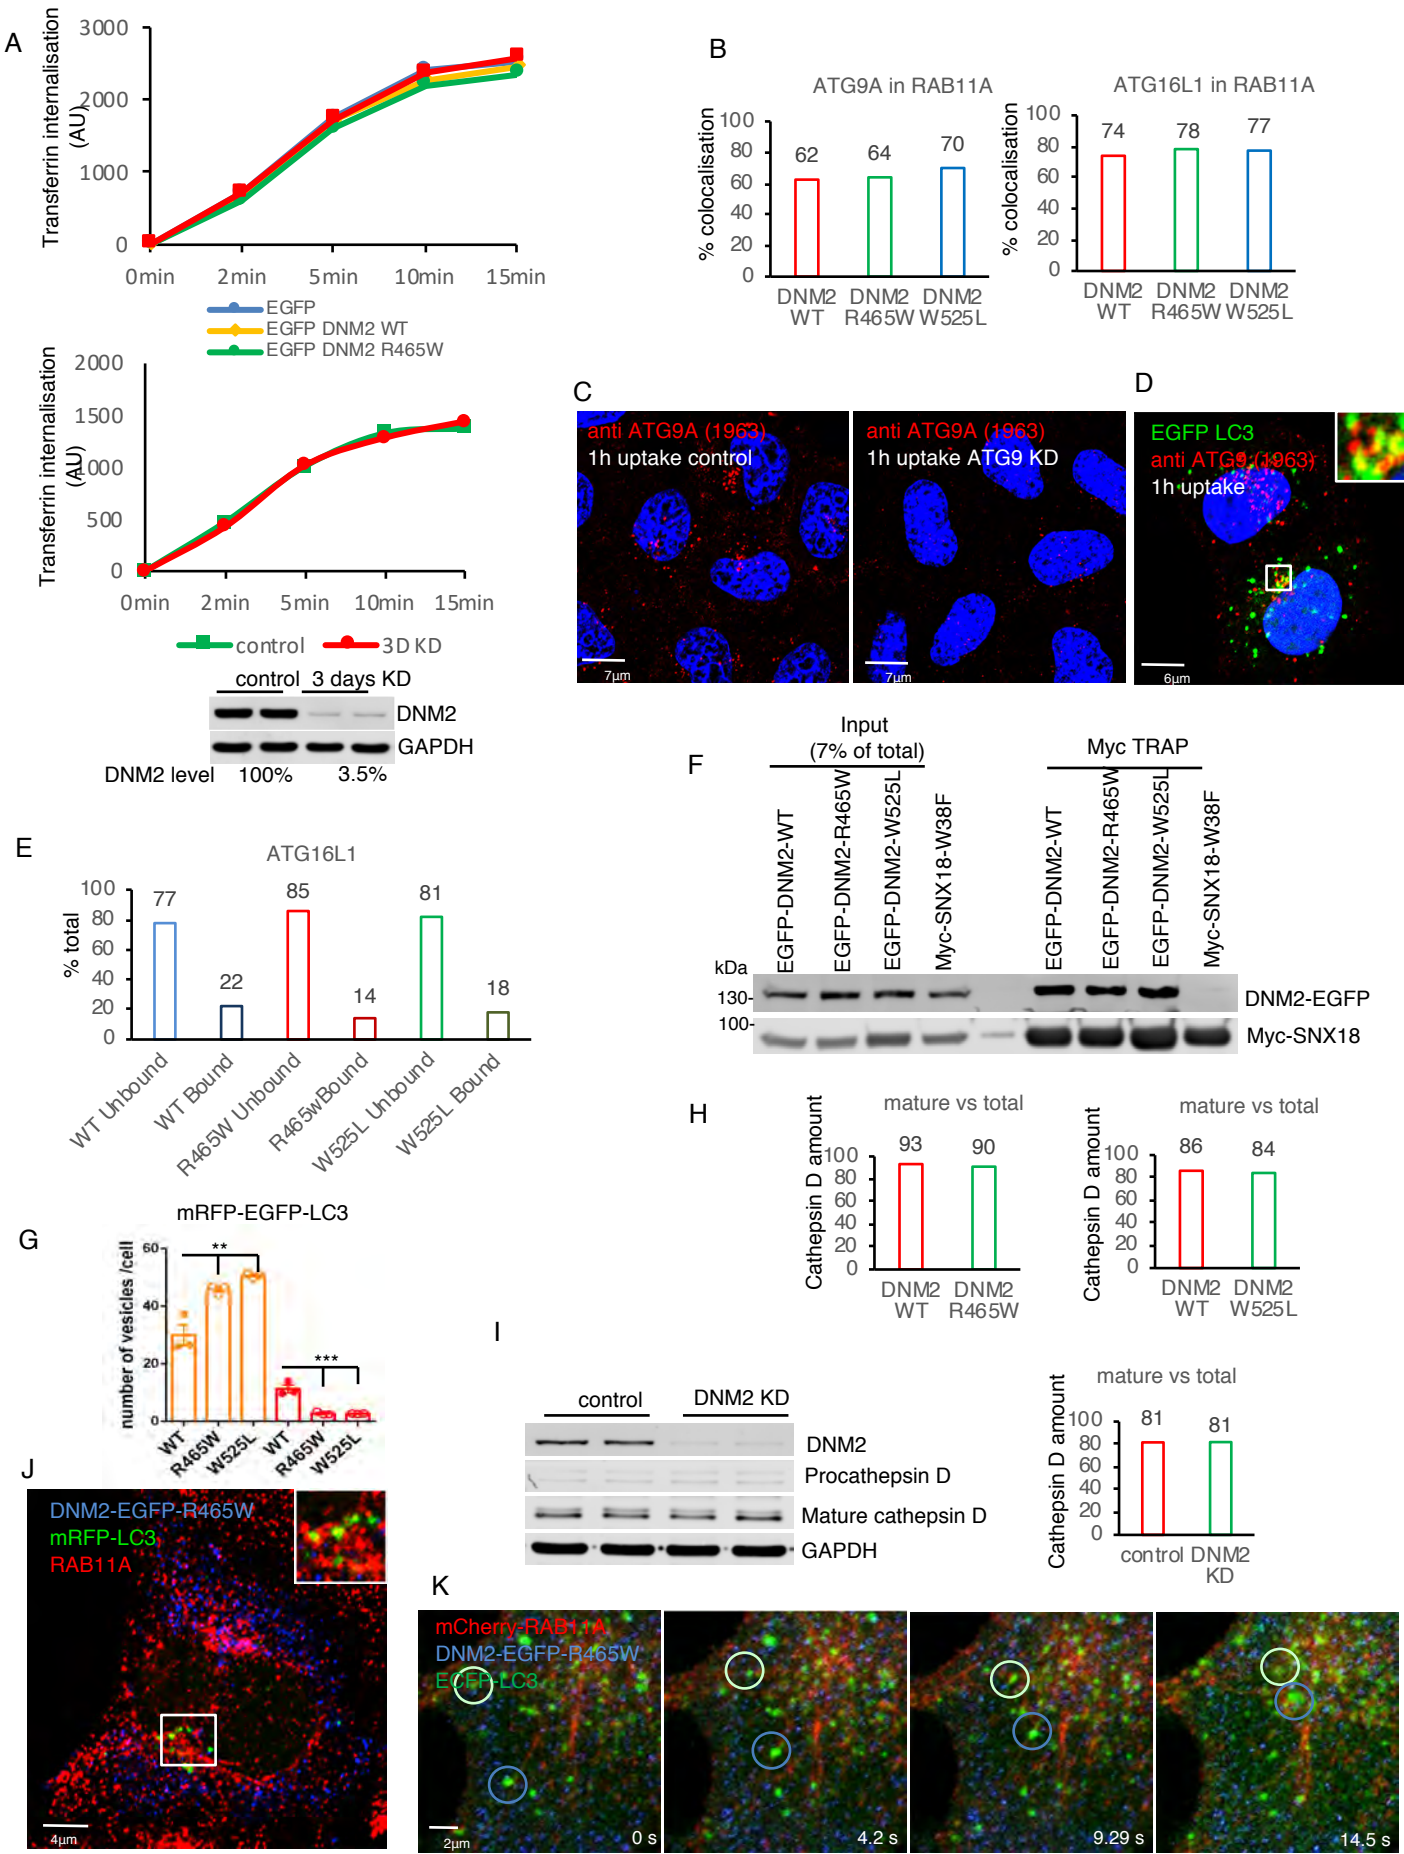 A
Transferrin internalisation
(AU)
3000
2000
1000
0
0min 2min 5min 10min 15min
EGFP
EGFP DNM2 WT
EGFP DNM2 R465W
Transferrin internalisation
(AU)
2000
1500
1000
500
0
0min 2min 5min 10min 15min
control 3D KD
control 3 days KD
DNM2
GAPDH
DNM2 level 100% 3.5%
B
ATG9A in RAB11A
% colocalisation
100
80
60
40
20
0
62 64 70
DNM2 DNM2 DNM2
WT R465W W525L
ATG16L1 in RAB11A
% colocalisation
100
80
60
40
20
0
74 78 77
DNM2 DNM2 DNM2
WT R465W W525L
C
anti ATG9A (1963)
1h uptake control
7µm
anti ATG9A (1963)
1h uptake ATG9 KD
7µm
D
EGFP LC3
anti ATG9 (1963)
1h uptake
6µm
E
ATG16L1
% total
100
80
60
40
20
0
77 22 85 14 81 18
WT Unbound
WT Bound
R465W Unbound
R465wBound
W525L Unbound
W525L Bound
F
Input
(7% of total)
Myc TRAP
EGFP-DNM2-WT
EGFP-DNM2-R465W
EGFP-DNM2-W525L
Myc-SNX18-W38F
EGFP-DNM2-WT
EGFP-DNM2-R465W
EGFP-DNM2-W525L
Myc-SNX18-W38F
kDa
130-
100-
DNM2-EGFP
Myc-SNX18
G
mRFP-EGFP-LC3
number of vesicles /cell
60
40
20
0
**
***
WT
R465W
W525L
WT
R465W
W525L
H
mature vs total
Cathepsin D amount
100
80
60
40
20
0
93 90
DNM2 DNM2
WT R465W
mature vs total
Cathepsin D amount
100
80
60
40
20
0
86 84
DNM2 DNM2
WT W525L
I
control DNM2 KD
DNM2
Procathepsin D
Mature cathepsin D
GAPDH
mature vs total
Cathepsin D amount
100
80
60
40
20
0
81 81
control DNM2
KD
J
DNM2-EGFP-R465W
mRFP-LC3
RAB11A
4µm
K
mCherry-RAB11A
DNM2-EGFP-R465W
ECFP-LC3
2µm
0 s
4.2 s
9.29 s
14.5 s